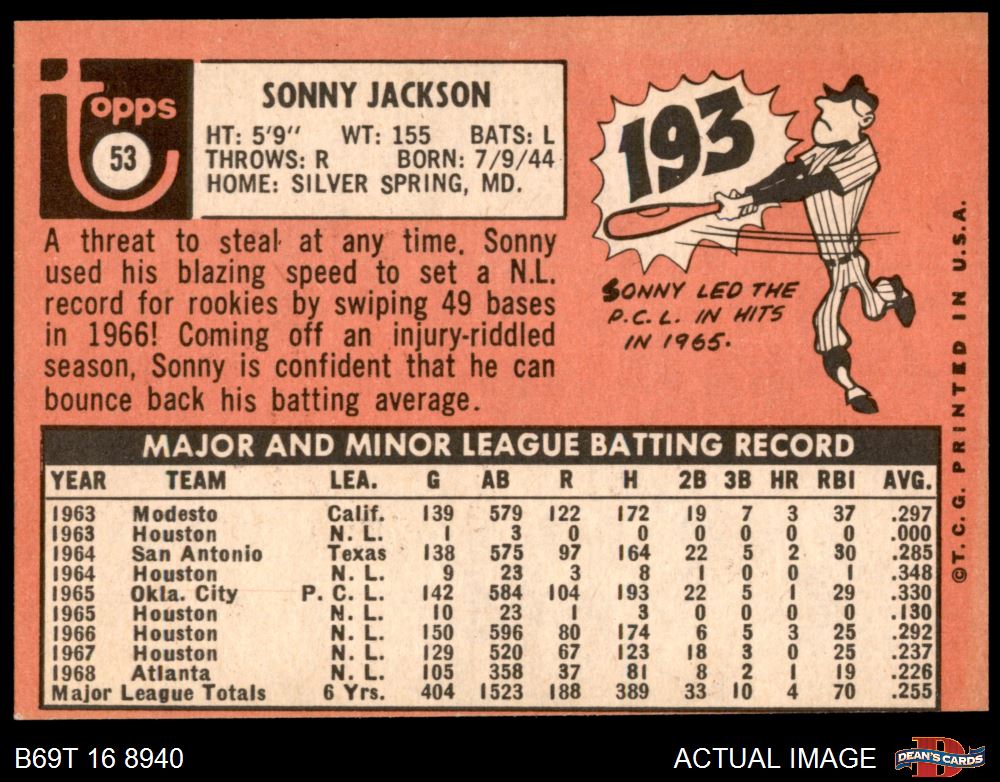 Topps
53
SONNY JACKSON
HT: 5'9" WT: 155 BATS: L
THROWS: R BORN: 7/9/44
HOME: SILVER SPRING, MD.
A threat to steal at any time. Sonny
used his blazing speed to set a N.L.
record for rookies by swiping 49 bases
in 1966! Coming off an injury-riddled
season, Sonny is confident that he can
bounce back his batting average.
193
SONNY LED THE
P.C.L. IN HITS
IN 1965.
©T.C.G. PRINTED IN U.S.A.
MAJOR AND MINOR LEAGUE BATTING RECORD
YEAR TEAM LEA. G AB R H 2B 3B HR RBI AVG.
1963 Modesto Calif. 139 579 122 172 19 7 3 37 .297
1963 Houston N. L. 1 3 0 0 0 0 0 0 .000
1964 San Antonio Texas 138 575 97 164 22 5 2 30 .285
1964 Houston N. L. 9 23 3 8 1 0 0 1 .348
1965 Okla. City P. C. L. 142 584 104 193 22 5 1 29 .330
1965 Houston N. L. 10 23 1 3 0 0 0 0 .130
1966 Houston N. L. 150 596 80 174 6 5 3 25 .292
1967 Houston N. L. 129 520 67 123 18 3 0 25 .237
1968 Atlanta N. L. 105 358 37 81 8 2 1 19 .226
Major League Totals 6 Yrs. 404 1523 188 389 33 10 4 70 .255
B69T 16 8940
ACTUAL IMAGE
D
DEAN'S CARDS